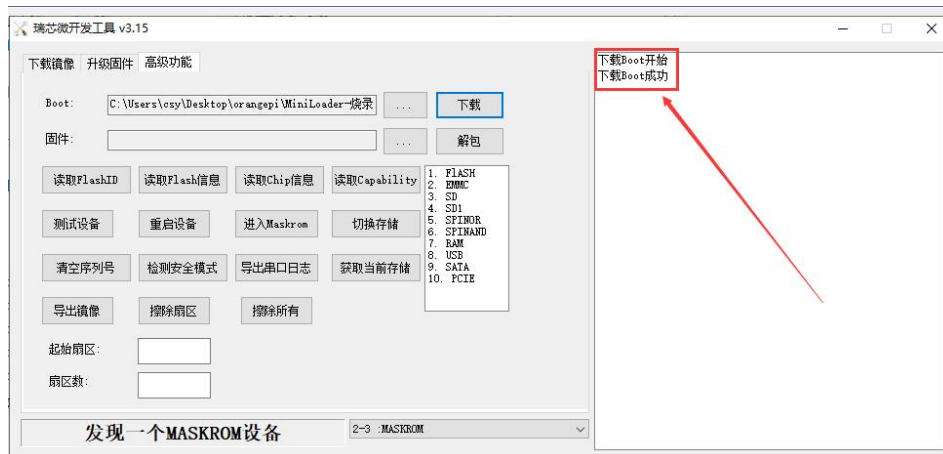 瑞芯微开发工具 v3.15
下载镜像 升级固件 高级功能
Boot: C:\Users\csy\Desktop\orangepi\MiniLoader-烧录 ... 下载
固件: ... 解包
读取FlashID 读取Flash信息 读取Chip信息 读取Capability
测试设备 重启设备 进入Maskrom 切换存储
清空序列号 检测安全模式 导出串口日志 获取当前存储
导出镜像 擦除扇区 擦除所有
1. FLASH
2. EMMC
3. SD
4. SD1
5. SPINOR
6. SPINAND
7. RAM
8. USB
9. SATA
10. PCIE
起始扇区:
扇区数:
发现一个MASKROM设备 2-3 :MASKROM
下载Boot开始
下载Boot成功